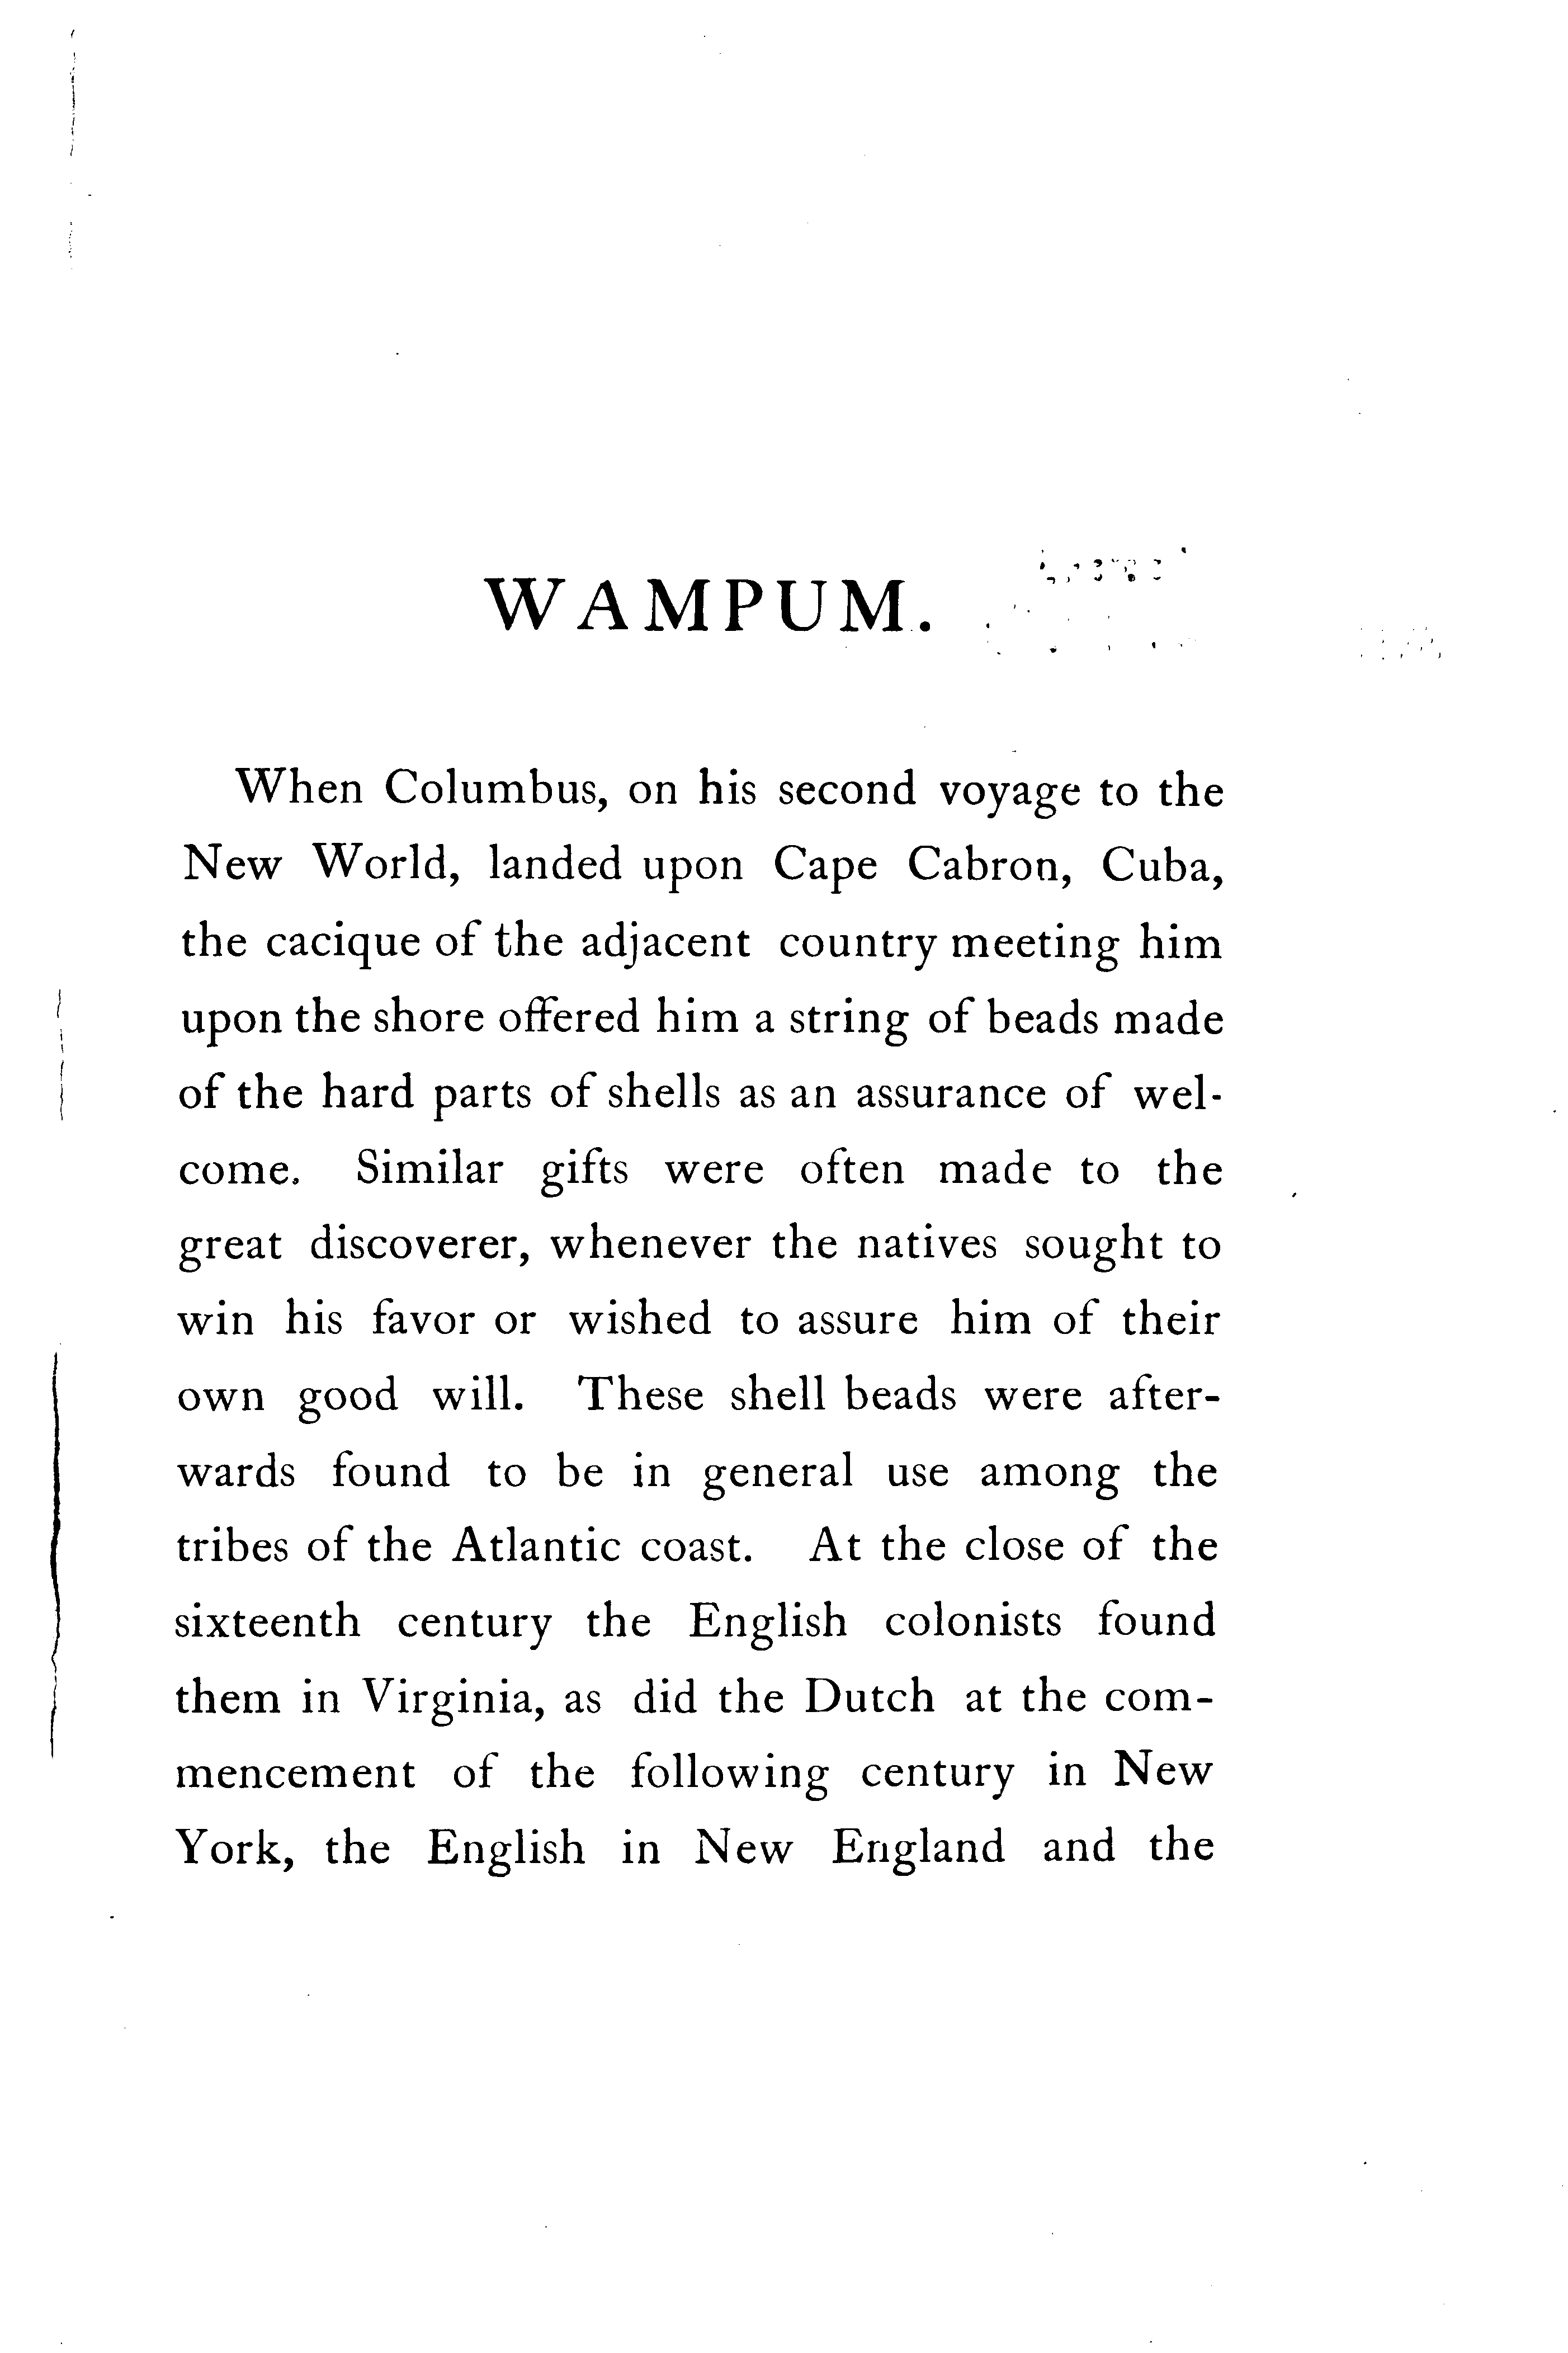 WAMPUM.
When Columbus, on his second voyage to the
New World, landed upon Cape Cabron, Cuba,
the cacique of the adjacent country meeting him
upon the shore offered him a string of beads made
of the hard parts of shells as an assurance of wel-
come. Similar gifts were often made to the
great discoverer, whenever the natives sought to
win his favor or wished to assure him of their
own good will. These shell beads were after-
wards found to be in general use among the
tribes of the Atlantic coast. At the close of the
sixteenth century the English colonists found
them in Virginia, as did the Dutch at the com-
mencement of the following century in New
York, the English in New England and the